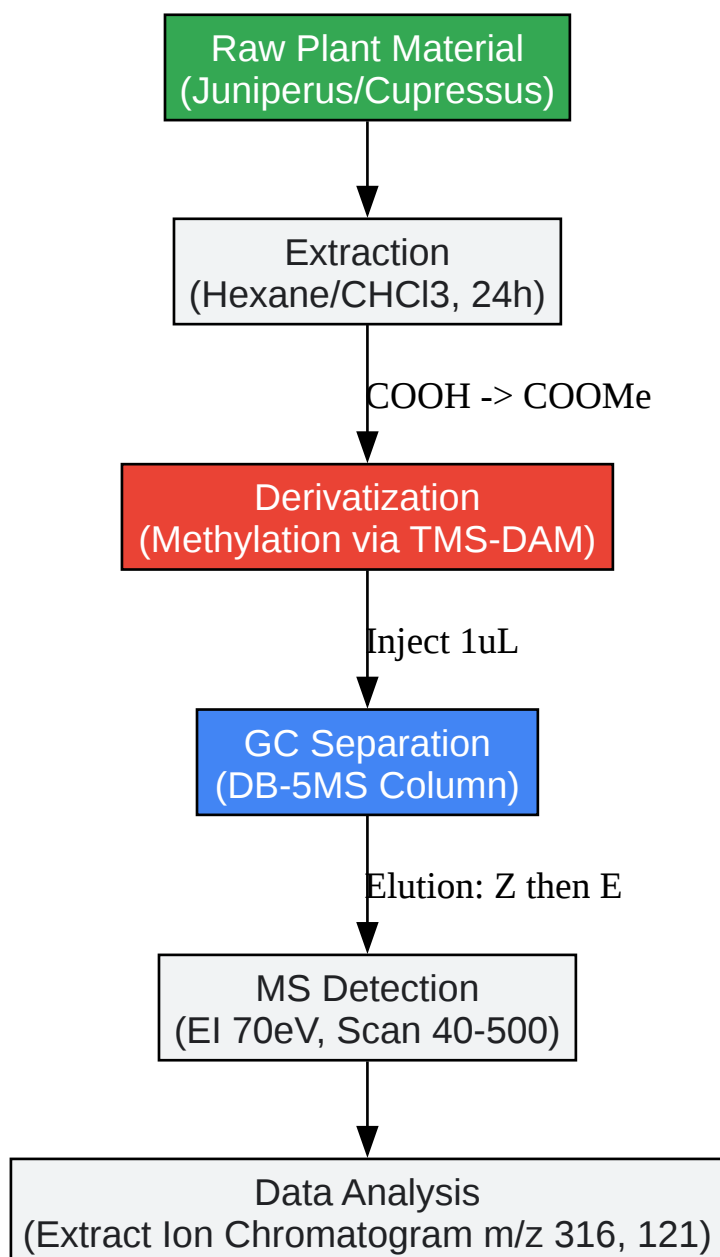 Raw Plant Material
(Juniperus/Cupressus)
Extraction
(Hexane/CHCl3, 24h)
COOH -> COOMe
Derivatization
(Methylation via TMS-DAM)
Inject 1uL
GC Separation
(DB-5MS Column)
Elution: Z then E
MS Detection
(EI 70eV, Scan 40-500)
Data Analysis
(Extract Ion Chromatogram m/z 316, 121)